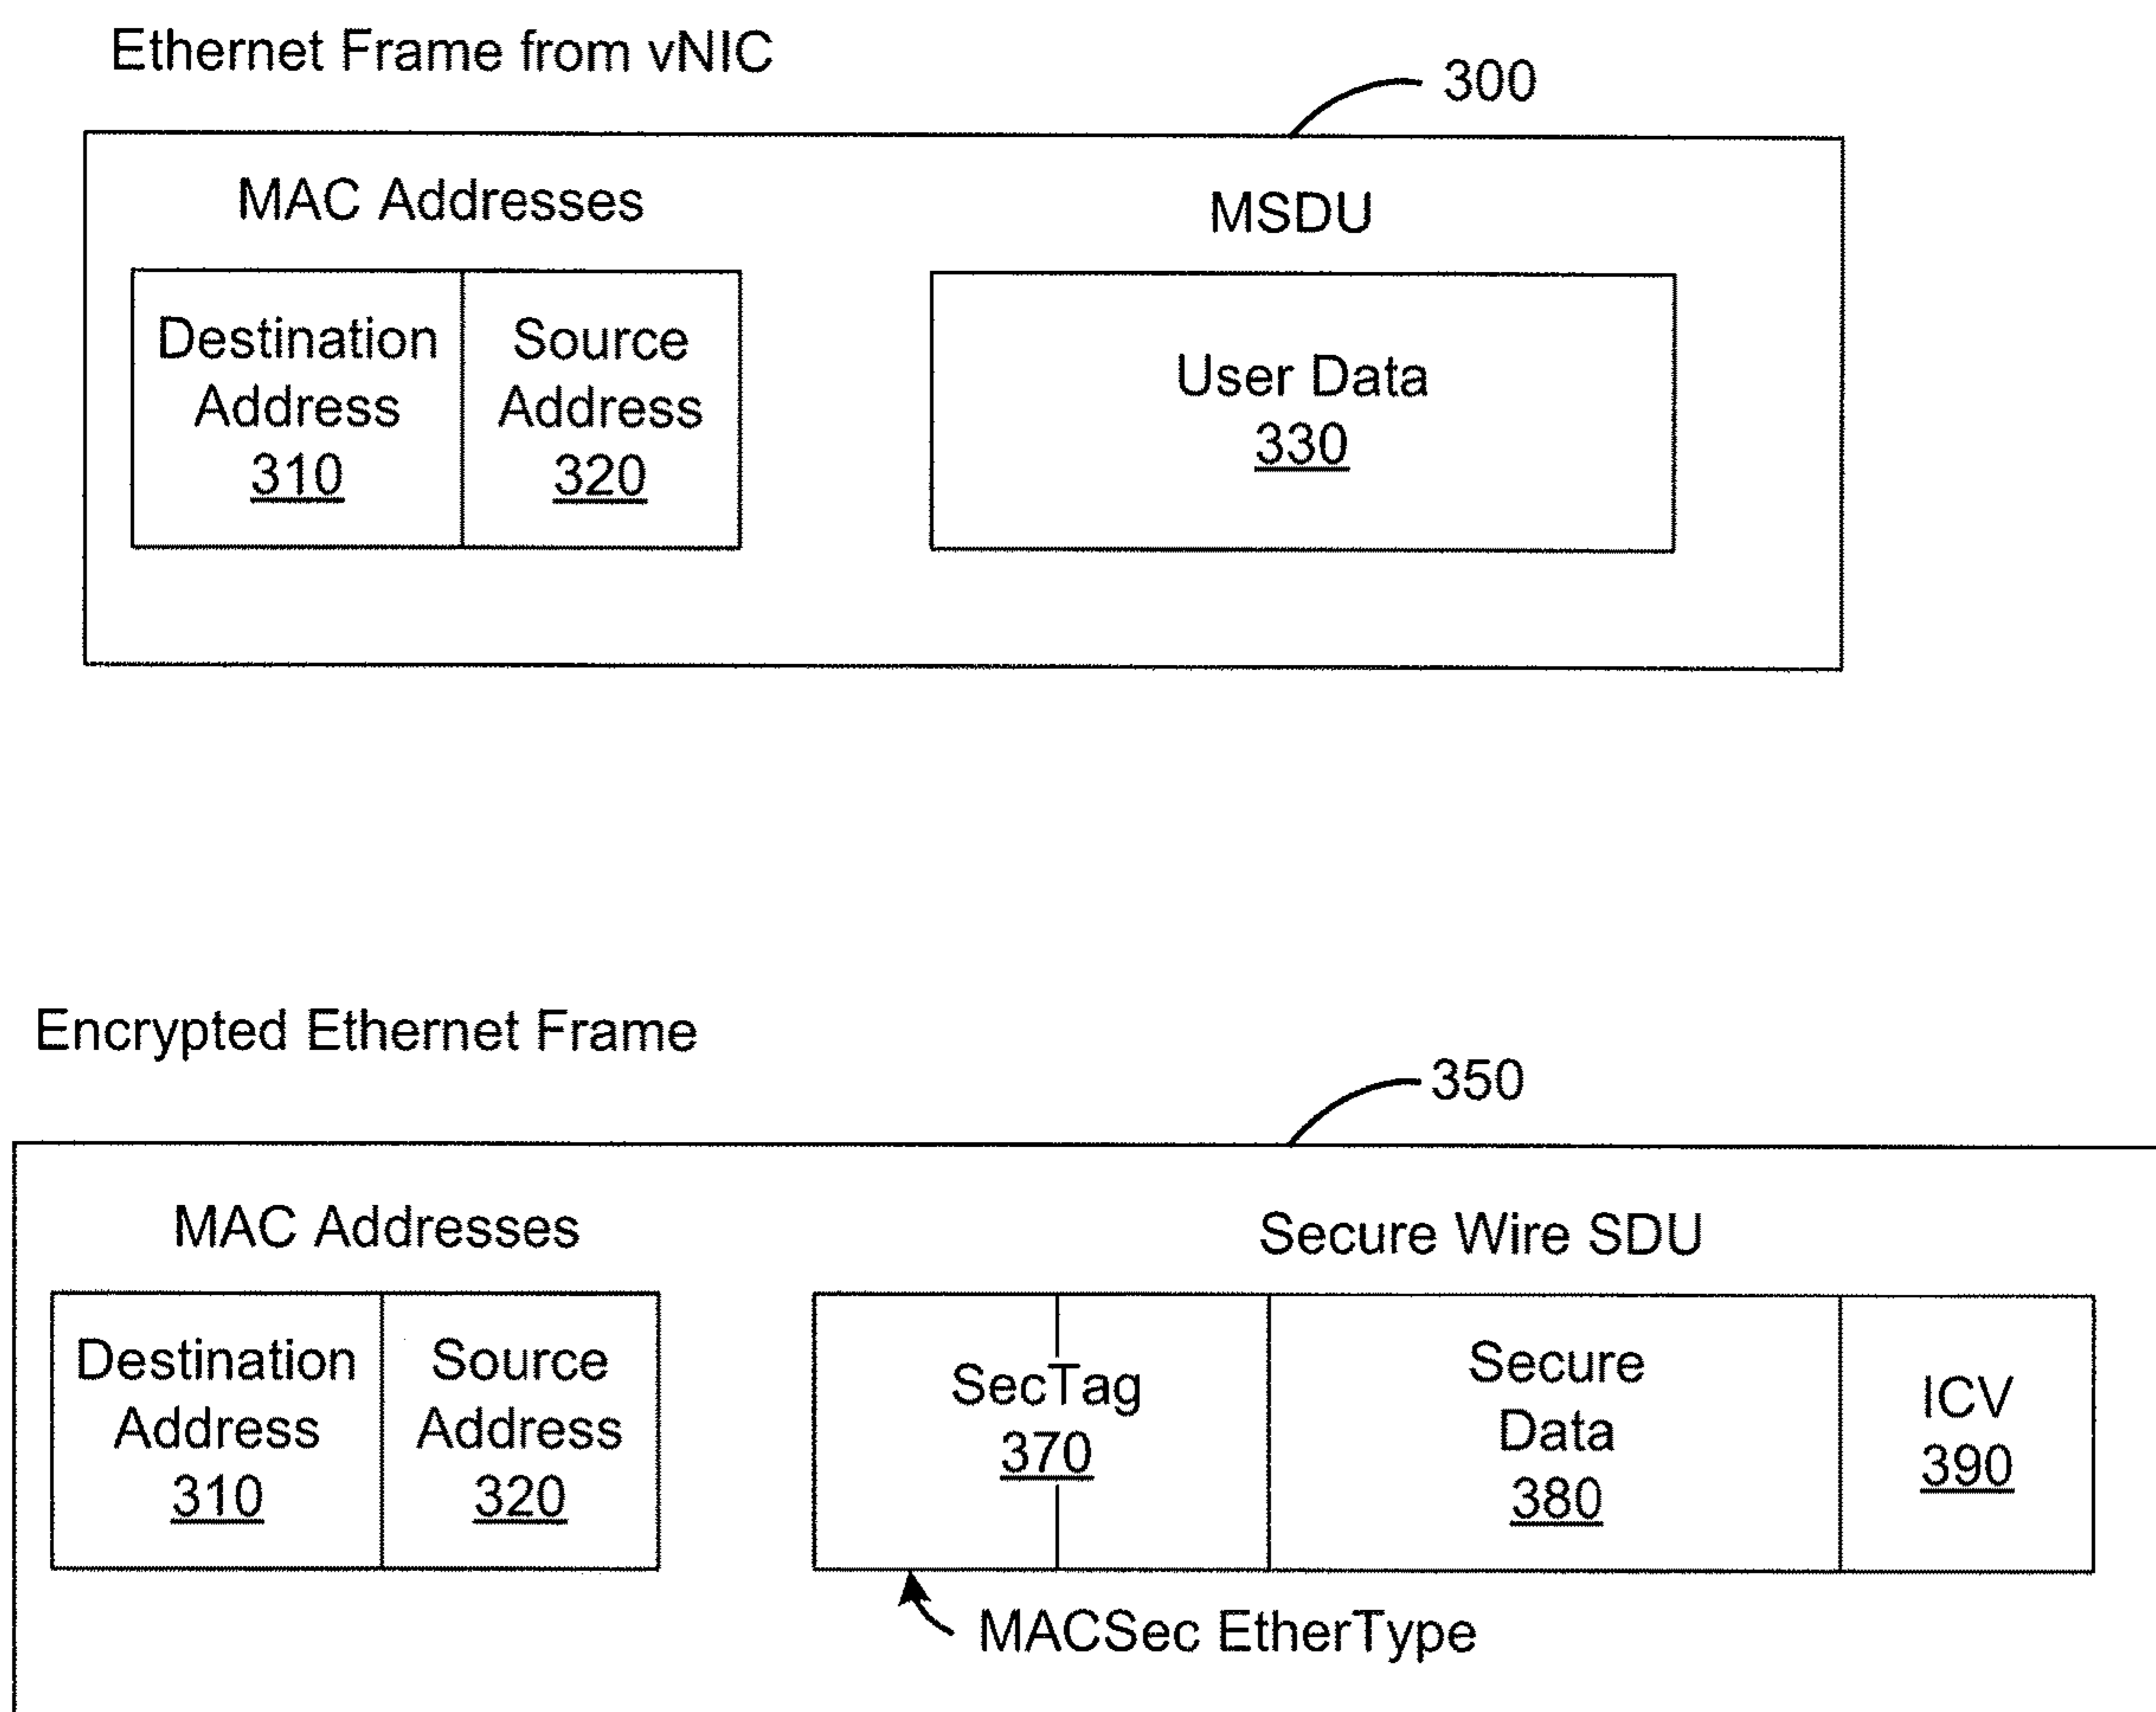 Ethernet Frame from vNIC
300
MAC Addresses
MSDU
Destination
Address
310
Source
Address
320
User Data
330
Encrypted Ethernet Frame
350
MAC Addresses
Secure Wire SDU
Destination
Address
310
Source
Address
320
SecTag
370
Secure
Data
380
ICV
390
MACSec EtherType